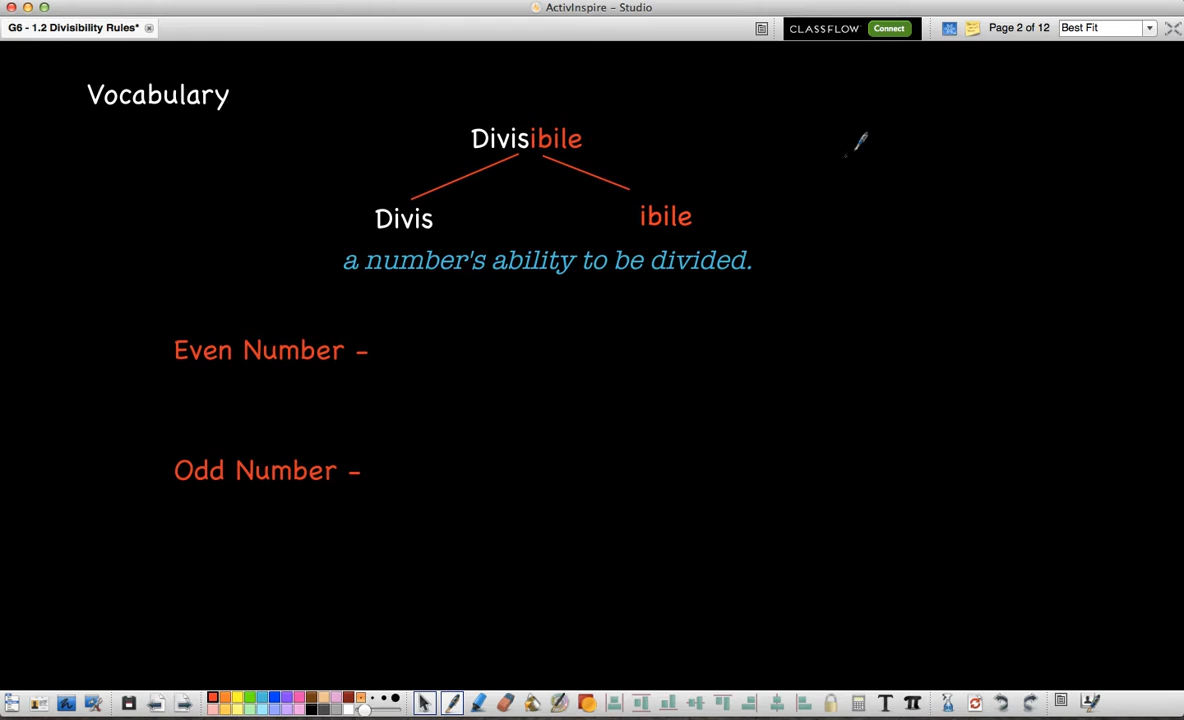 ActivInspire - Studio
G6 - 1.2 Divisibility Rules*
CLASSFLOW Connect
Page 2 of 12
Best Fit
Vocabulary
Divisibile
Divis ibile
a number's ability to be divided.
Even Number -
Odd Number -